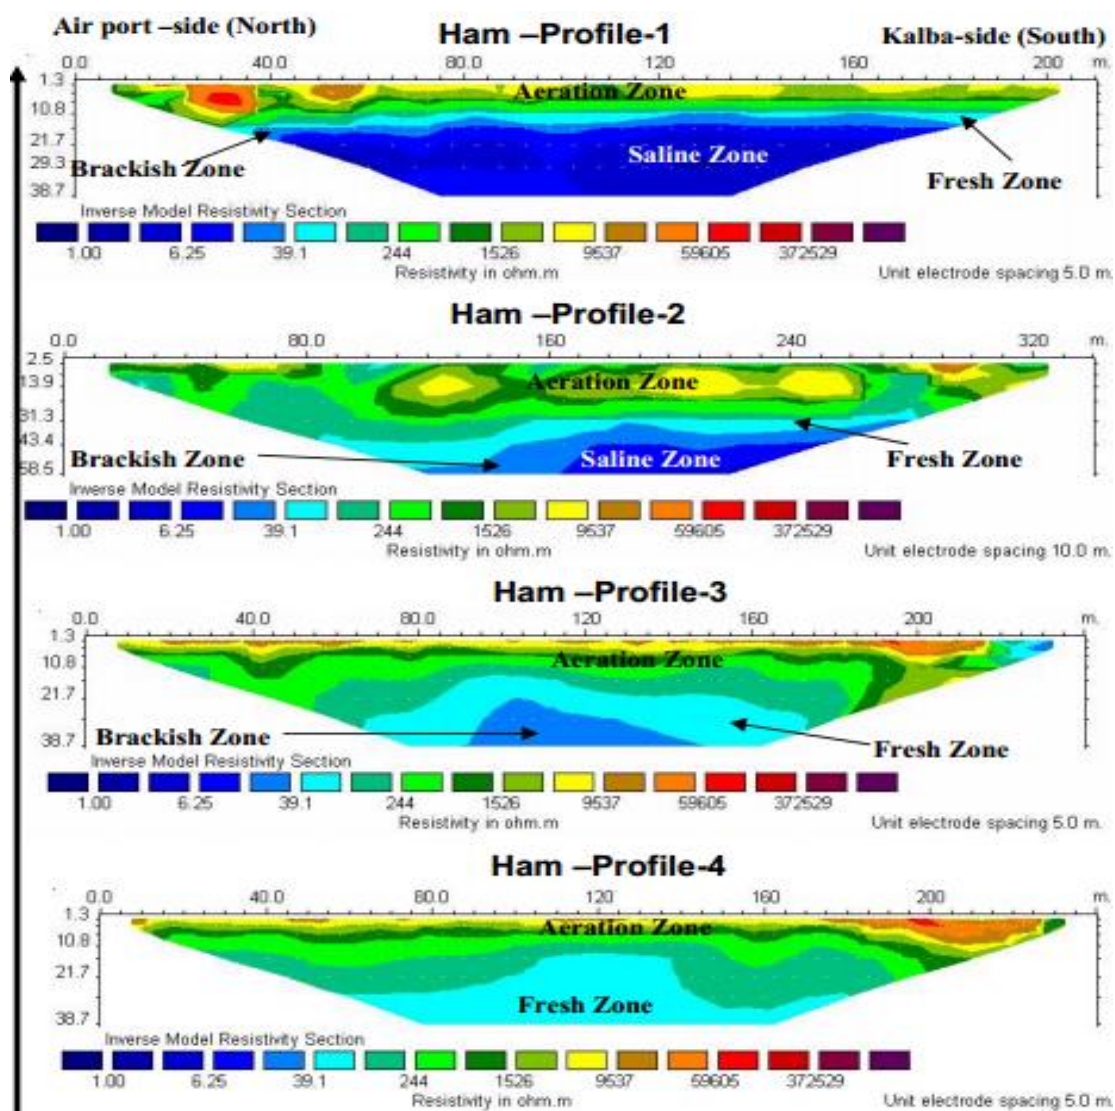 Air port –side (North)
Ham –Profile-1
Kalba-side (South)
0.0 40.0 80.0 120 160 200 m.
1.3
10.8
21.7
29.3
38.7
Aeration Zone
Brackish Zone
Saline Zone
Fresh Zone
Inverse Model Resistivity Section
1.00 6.25 39.1 244 1526 9537 59605 372529
Resistivity in ohm.m
Unit electrode spacing 5.0 m.
Ham –Profile-2
0.0 80.0 160 240 320 m.
2.5
13.9
31.3
43.4
58.5
Aeration Zone
Brackish Zone
Saline Zone
Fresh Zone
Inverse Model Resistivity Section
1.00 6.25 39.1 244 1526 9537 59605 372529
Resistivity in ohm.m
Unit electrode spacing 10.0 m.
Ham –Profile-3
0.0 40.0 80.0 120 160 200 m.
1.3
10.8
21.7
38.7
Aeration Zone
Brackish Zone
Fresh Zone
Inverse Model Resistivity Section
1.00 6.25 39.1 244 1526 9537 59605 372529
Resistivity in ohm.m
Unit electrode spacing 5.0 m.
Ham –Profile-4
0.0 40.0 80.0 120 160 200 m.
1.3
10.8
21.7
38.7
Aeration Zone
Fresh Zone
Inverse Model Resistivity Section
1.00 6.25 39.1 244 1526 9537 59605 372529
Resistivity in ohm.m
Unit electrode spacing 5.0 m.